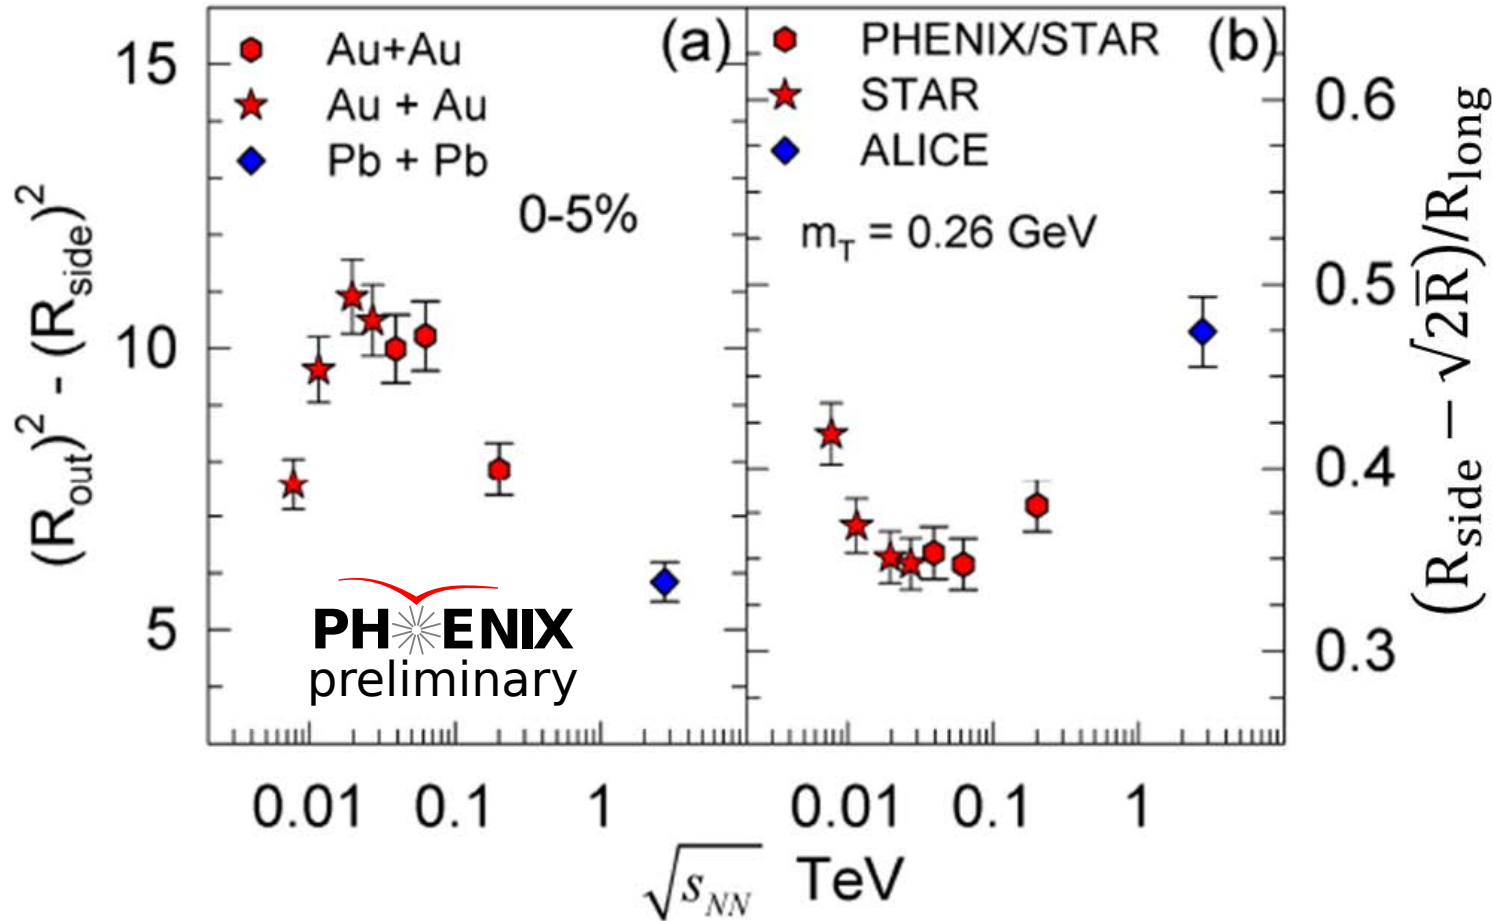 (a)
Au+Au
Au + Au
Pb + Pb
0-5%
15
10
5
(R_out)^2 - (R_side)^2
PHENIX
preliminary
0.01 0.1 1
(b)
PHENIX/STAR
STAR
ALICE
m_T = 0.26 GeV
0.6
0.5
0.4
0.3
(R_side − √2R̅)/R_long
0.01 0.1 1
√s_NN TeV